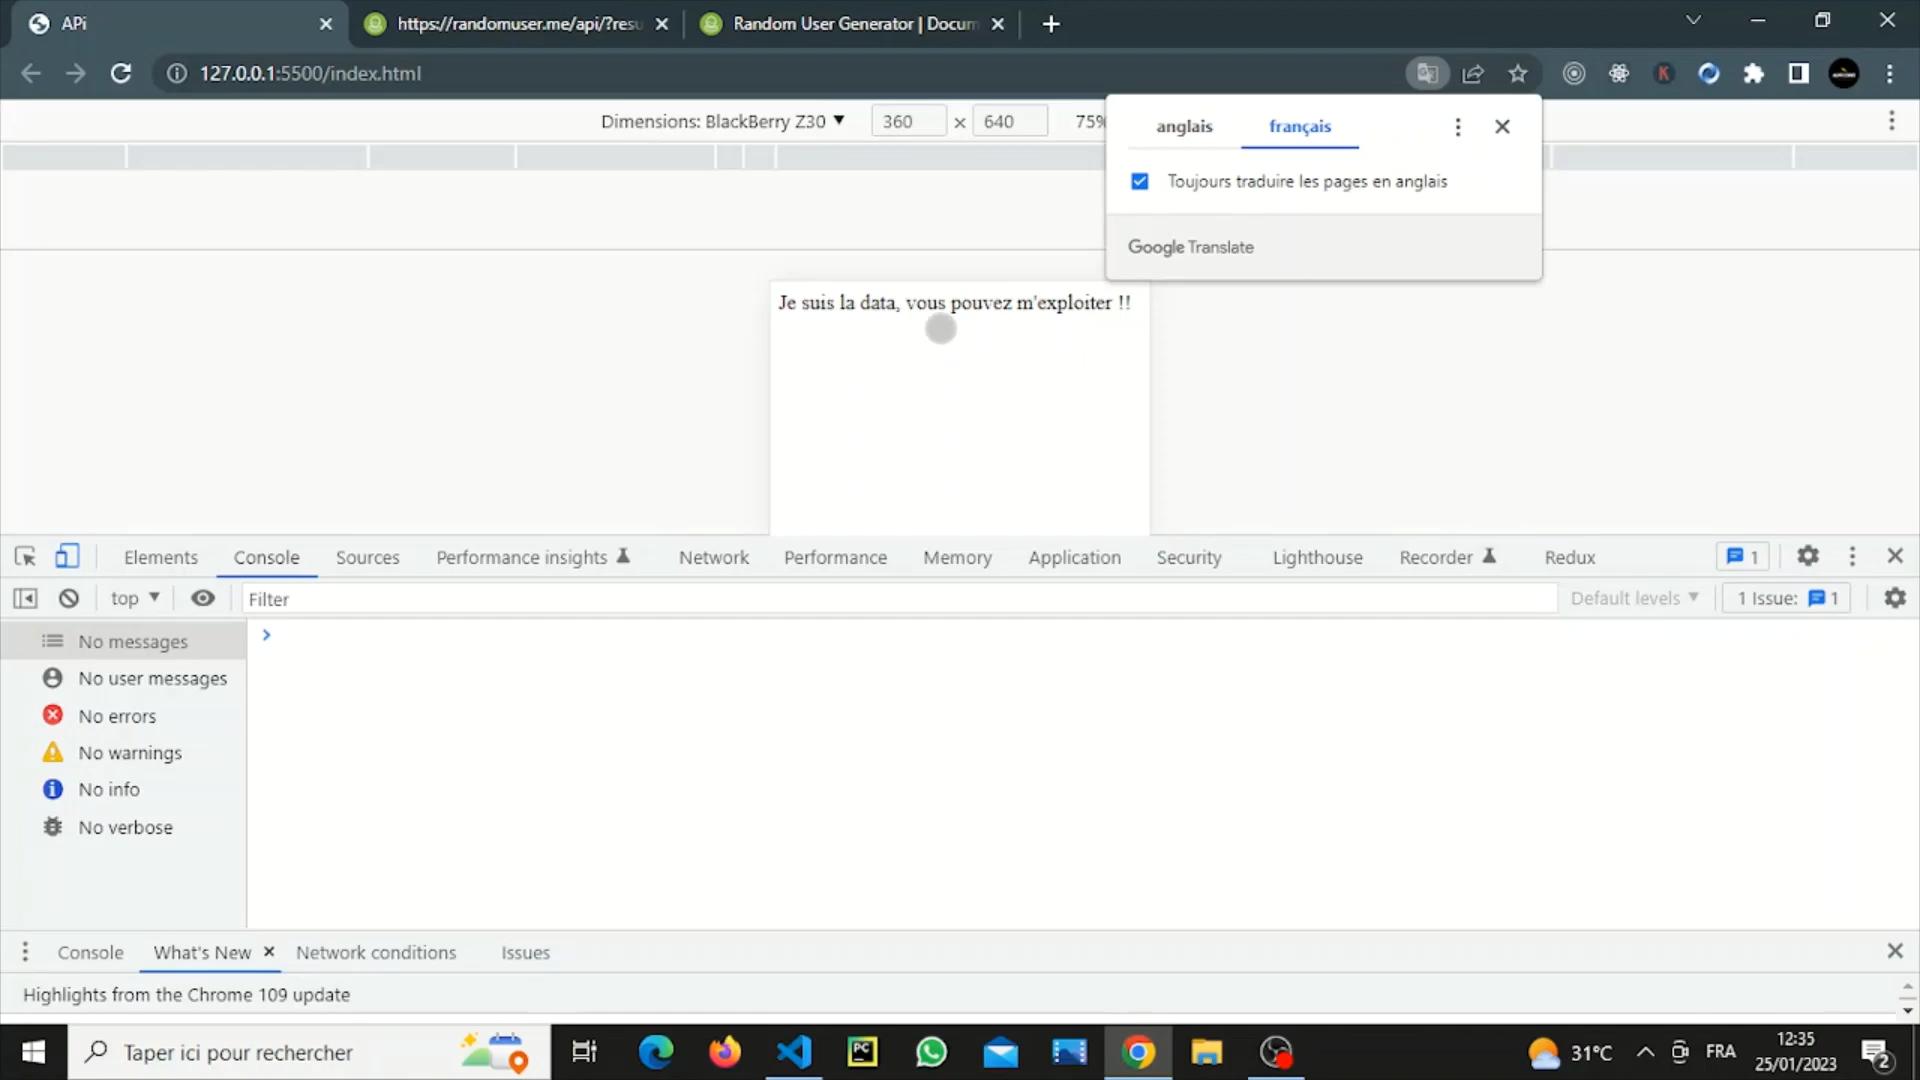 APi
https://randomuser.me/api/?resu
Random User Generator | Docum
127.0.0.1:5500/index.html
Dimensions: BlackBerry Z30 ▼ 360 × 640 75%
anglais français
Toujours traduire les pages en anglais
Google Translate
Je suis la data, vous pouvez m'exploiter !!
Elements Console Sources Performance insights Network Performance Memory Application Security Lighthouse Recorder Redux 1
top ▼ Filter Default levels ▼ 1 Issue: 1
No messages
No user messages
No errors
No warnings
No info
No verbose
Console What's New Network conditions Issues
Highlights from the Chrome 109 update
Taper ici pour rechercher
PC
31°C FRA
12:35
25/01/2023
2